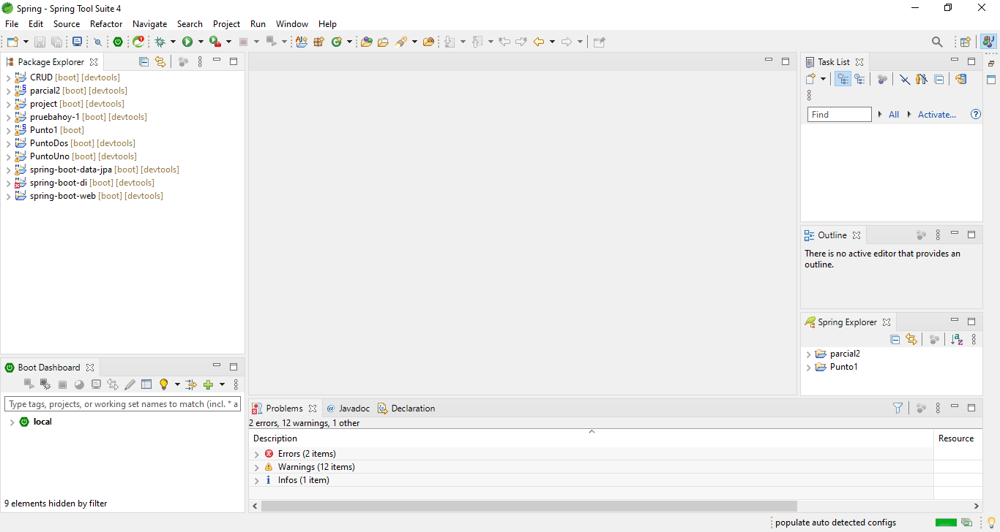 Spring - Spring Tool Suite 4
File Edit Source Refactor Navigate Search Project Run Window Help
Package Explorer
CRUD [boot] [devtools]
parcial2 [boot] [devtools]
project [boot] [devtools]
pruebahoy-1 [boot] [devtools]
Punto1 [boot]
PuntoDos [boot] [devtools]
PuntoUno [boot] [devtools]
spring-boot-data-jpa [boot] [devtools]
spring-boot-di [boot] [devtools]
spring-boot-web [boot] [devtools]
Boot Dashboard
Type tags, projects, or working set names to match (incl. * a
local
9 elements hidden by filter
Problems Javadoc Declaration
2 errors, 12 warnings, 1 other
Description Resource
Errors (2 items)
Warnings (12 items)
Infos (1 item)
Task List
Find All Activate...
Outline
There is no active editor that provides an
outline.
Spring Explorer
parcial2
Punto1
populate auto detected configs